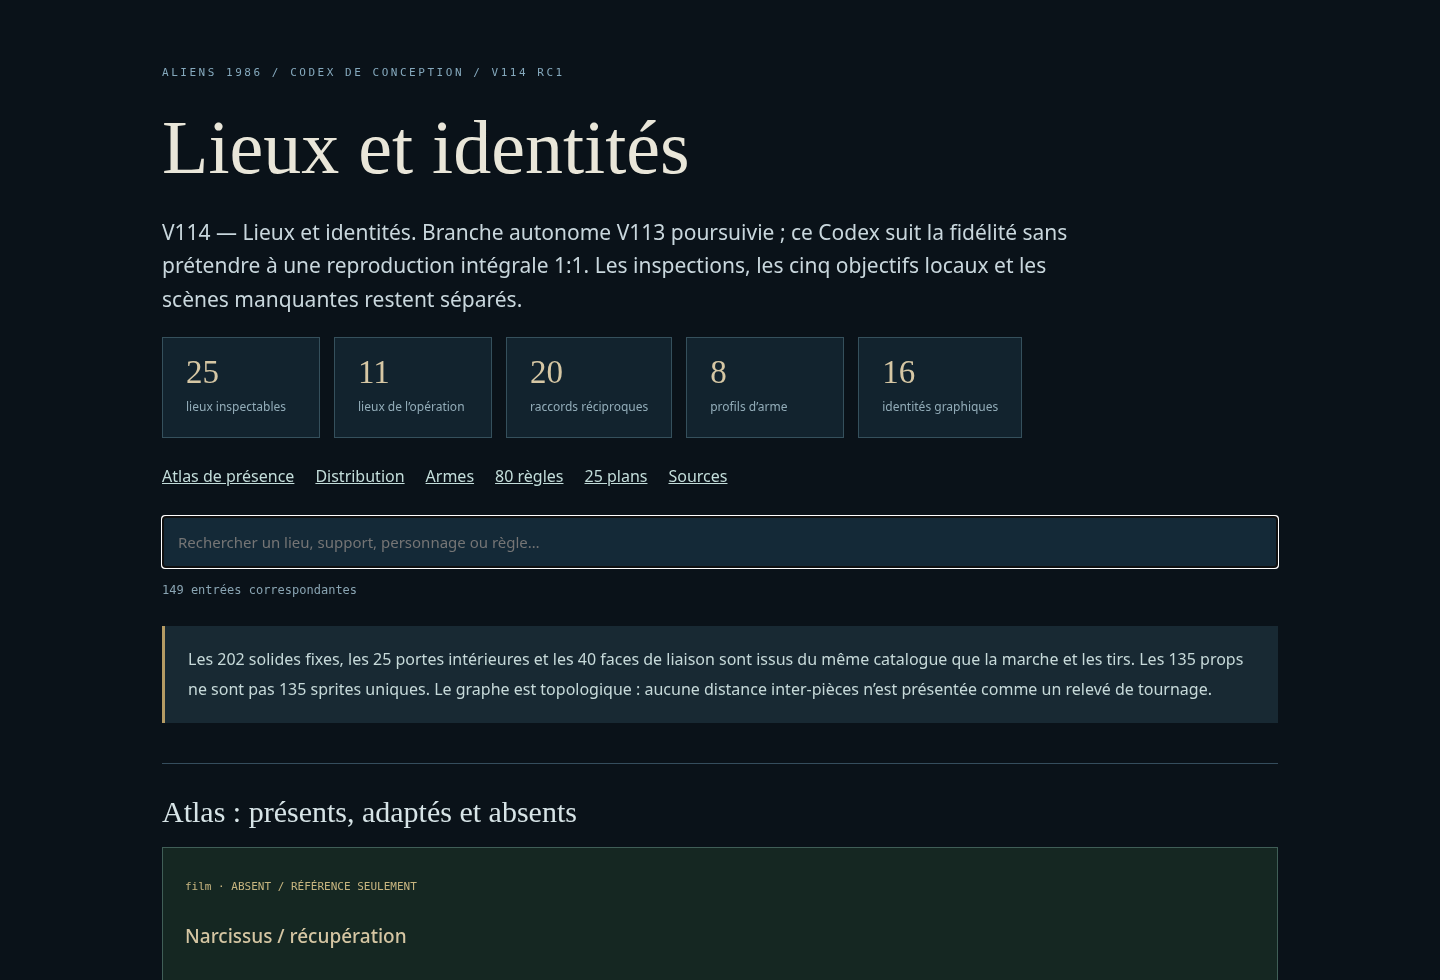 ALIENS 1986 / CODEX DE CONCEPTION / V114 RC1
Lieux et identités
V114 — Lieux et identités. Branche autonome V113 poursuivie ; ce Codex suit la fidélité sans
prétendre à une reproduction intégrale 1:1. Les inspections, les cinq objectifs locaux et les
scènes manquantes restent séparés.
25
lieux inspectables
11
lieux de l’opération
20
raccords réciproques
8
profils d’arme
16
identités graphiques
Atlas de présence Distribution Armes 80 règles 25 plans Sources
Rechercher un lieu, support, personnage ou règle…
149 entrées correspondantes
Les 202 solides fixes, les 25 portes intérieures et les 40 faces de liaison sont issus du même catalogue que la marche et les tirs. Les 135 props
ne sont pas 135 sprites uniques. Le graphe est topologique : aucune distance inter-pièces n’est présentée comme un relevé de tournage.
Atlas : présents, adaptés et absents
film · ABSENT / RÉFÉRENCE SEULEMENT
Narcissus / récupération